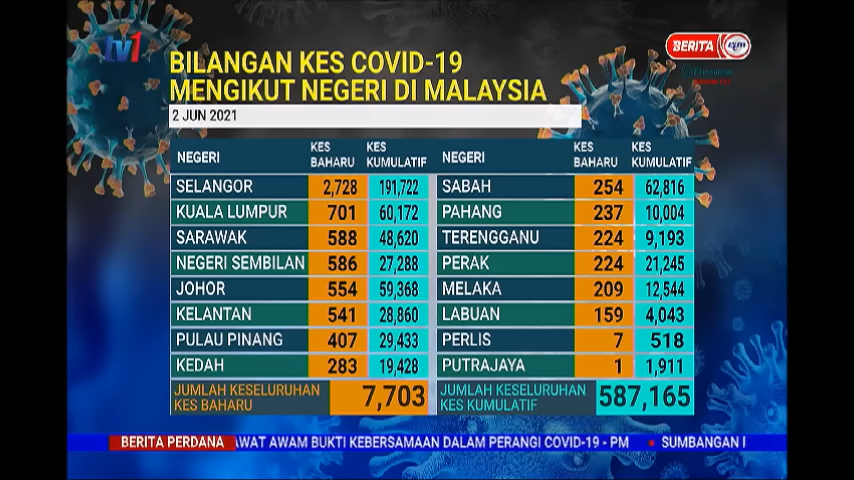 tv1
BERITA rtm
BILANGAN KES COVID-19
MENGIKUT NEGERI DI MALAYSIA
2 JUN 2021
NEGERI KES BAHARU KES KUMULATIF NEGERI KES BAHARU KES KUMULATIF
SELANGOR 2,728 191,722 SABAH 254 62,816
KUALA LUMPUR 701 60,172 PAHANG 237 10,004
SARAWAK 588 48,620 TERENGGANU 224 9,193
NEGERI SEMBILAN 586 27,288 PERAK 224 21,245
JOHOR 554 59,368 MELAKA 209 12,544
KELANTAN 541 28,860 LABUAN 159 4,043
PULAU PINANG 407 29,433 PERLIS 7 518
KEDAH 283 19,428 PUTRAJAYA 1 1,911
JUMLAH KESELURUHAN KES BAHARU 7,703 JUMLAH KESELURUHAN KES KUMULATIF 587,165
BERITA PERDANA AWAT AWAM BUKTI KEBERSAMAAN DALAM PERANGI COVID-19 - PM • SUMBANGAN